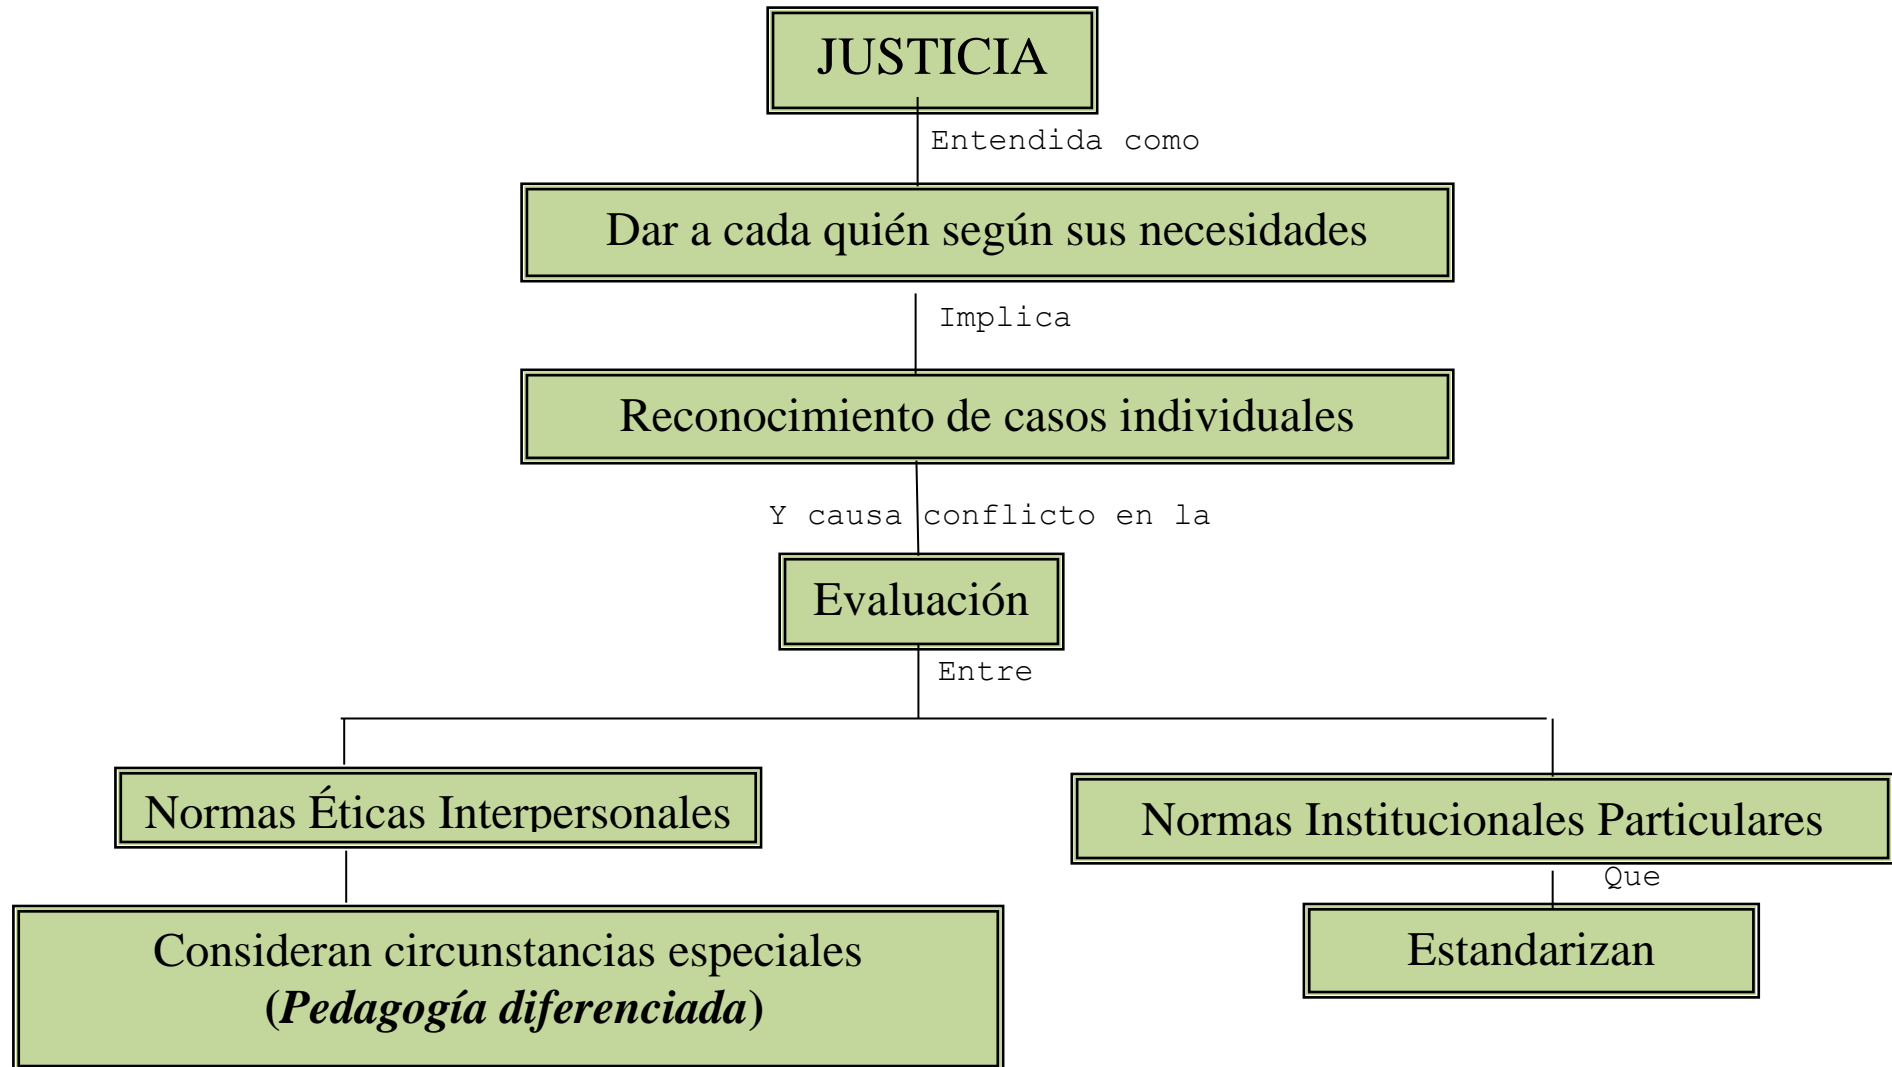 JUSTICIA
Entendida como
Dar a cada quién según sus necesidades
Implica
Reconocimiento de casos individuales
Y causa conflicto en la
Evaluación
Entre
Normas Éticas Interpersonales
Normas Institucionales Particulares
Que
Consideran circunstancias especiales
(Pedagogía diferenciada)
Estandarizan